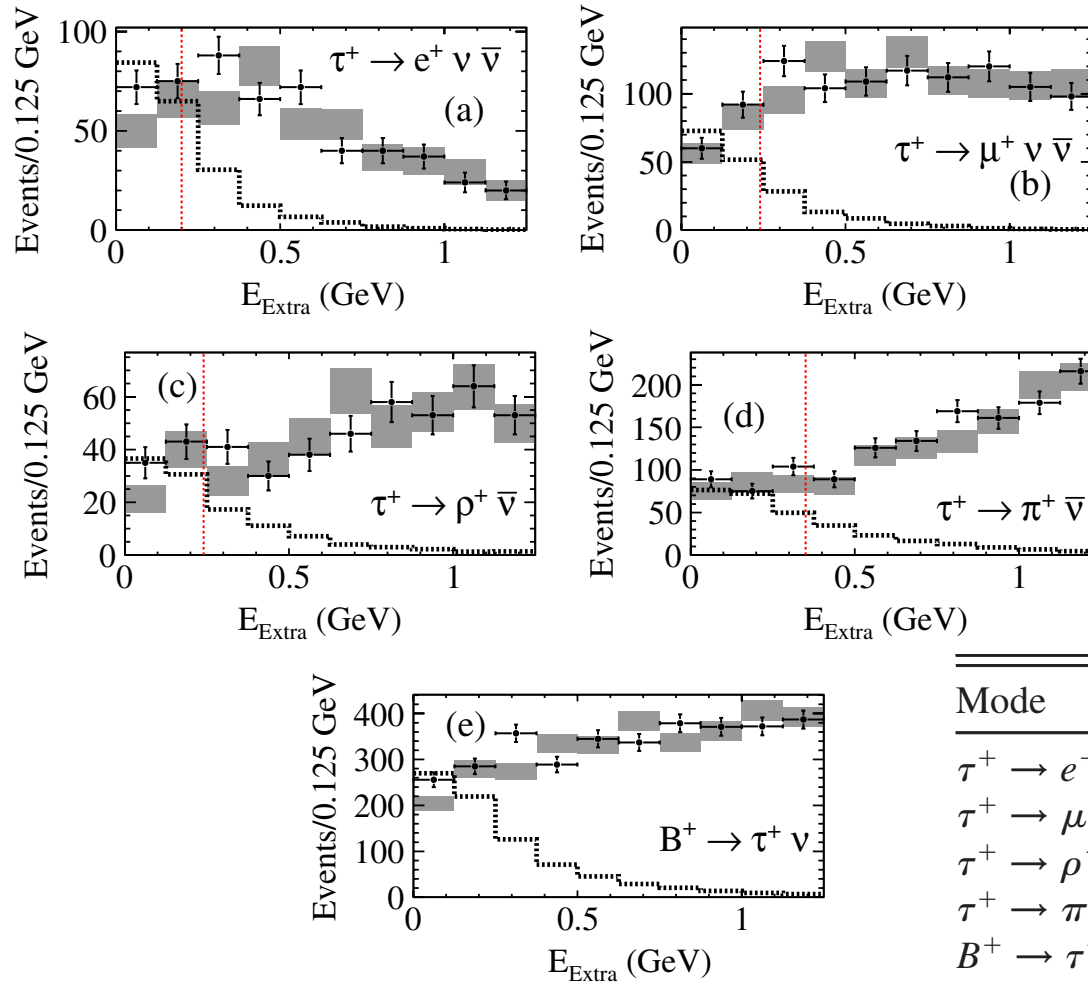 Events/0.125 GeV
100
50
0
τ⁺ → e⁺ ν ν̄
(a)
0 0.5 1
E_Extra (GeV)
Events/0.125 GeV
100
50
0
τ⁺ → μ⁺ ν ν̄
(b)
0 0.5 1
E_Extra (GeV)
Events/0.125 GeV
60
40
20
0
(c)
τ⁺ → ρ⁺ ν̄
0 0.5 1
E_Extra (GeV)
Events/0.125 GeV
200
150
100
50
0
(d)
τ⁺ → π⁺ ν̄
0 0.5 1
E_Extra (GeV)
Events/0.125 GeV
400
300
200
100
0
(e)
B⁺ → τ⁺ ν
0 0.5 1
E_Extra (GeV)
Mode
τ⁺ → e
τ⁺ → μ
τ⁺ → ρ
τ⁺ → π
B⁺ → τ